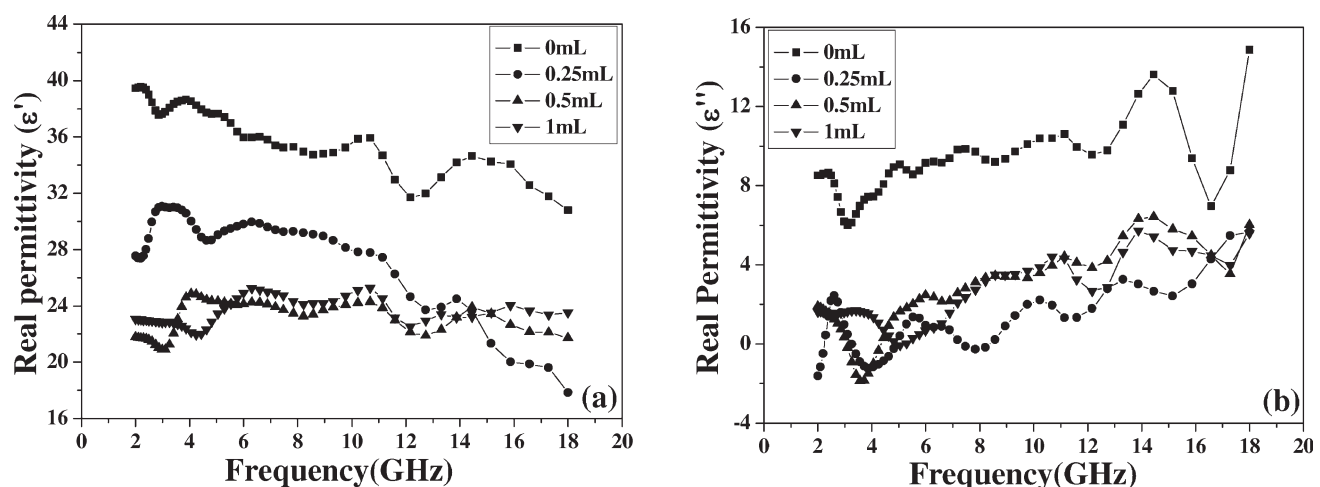 44
40
36
32
28
24
20
16
Real permittivity (ε')
0mL
0.25mL
0.5mL
1mL
(a)
0 2 4 6 8 10 12 14 16 18 20
Frequency(GHz)
16
12
8
4
0
-4
Real Permittivity (ε'')
0mL
0.25mL
0.5mL
1mL
(b)
0 2 4 6 8 10 12 14 16 18 20
Frequency(GHz)